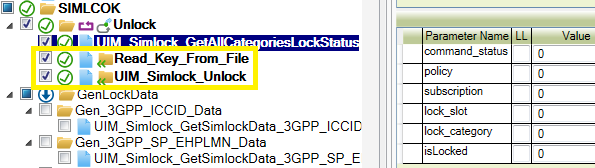 SIMLCOK
Unlock
UIM_Simlock_GetAllCategoriesLockStatus
Read_Key_From_File
UIM_Simlock_Unlock
GenLockData
Gen_3GPP_ICCID_Data
UIM_Simlock_GetSimlockData_3GPP_ICCID
Gen_3GPP_SP_EHPLMN_Data
UIM_Simlock_GetSimlockData_3GPP_SP_E
Parameter Name LL Value
command_status 0
policy 0
subscription 0
lock_slot 0
lock_category 0
isLocked 0